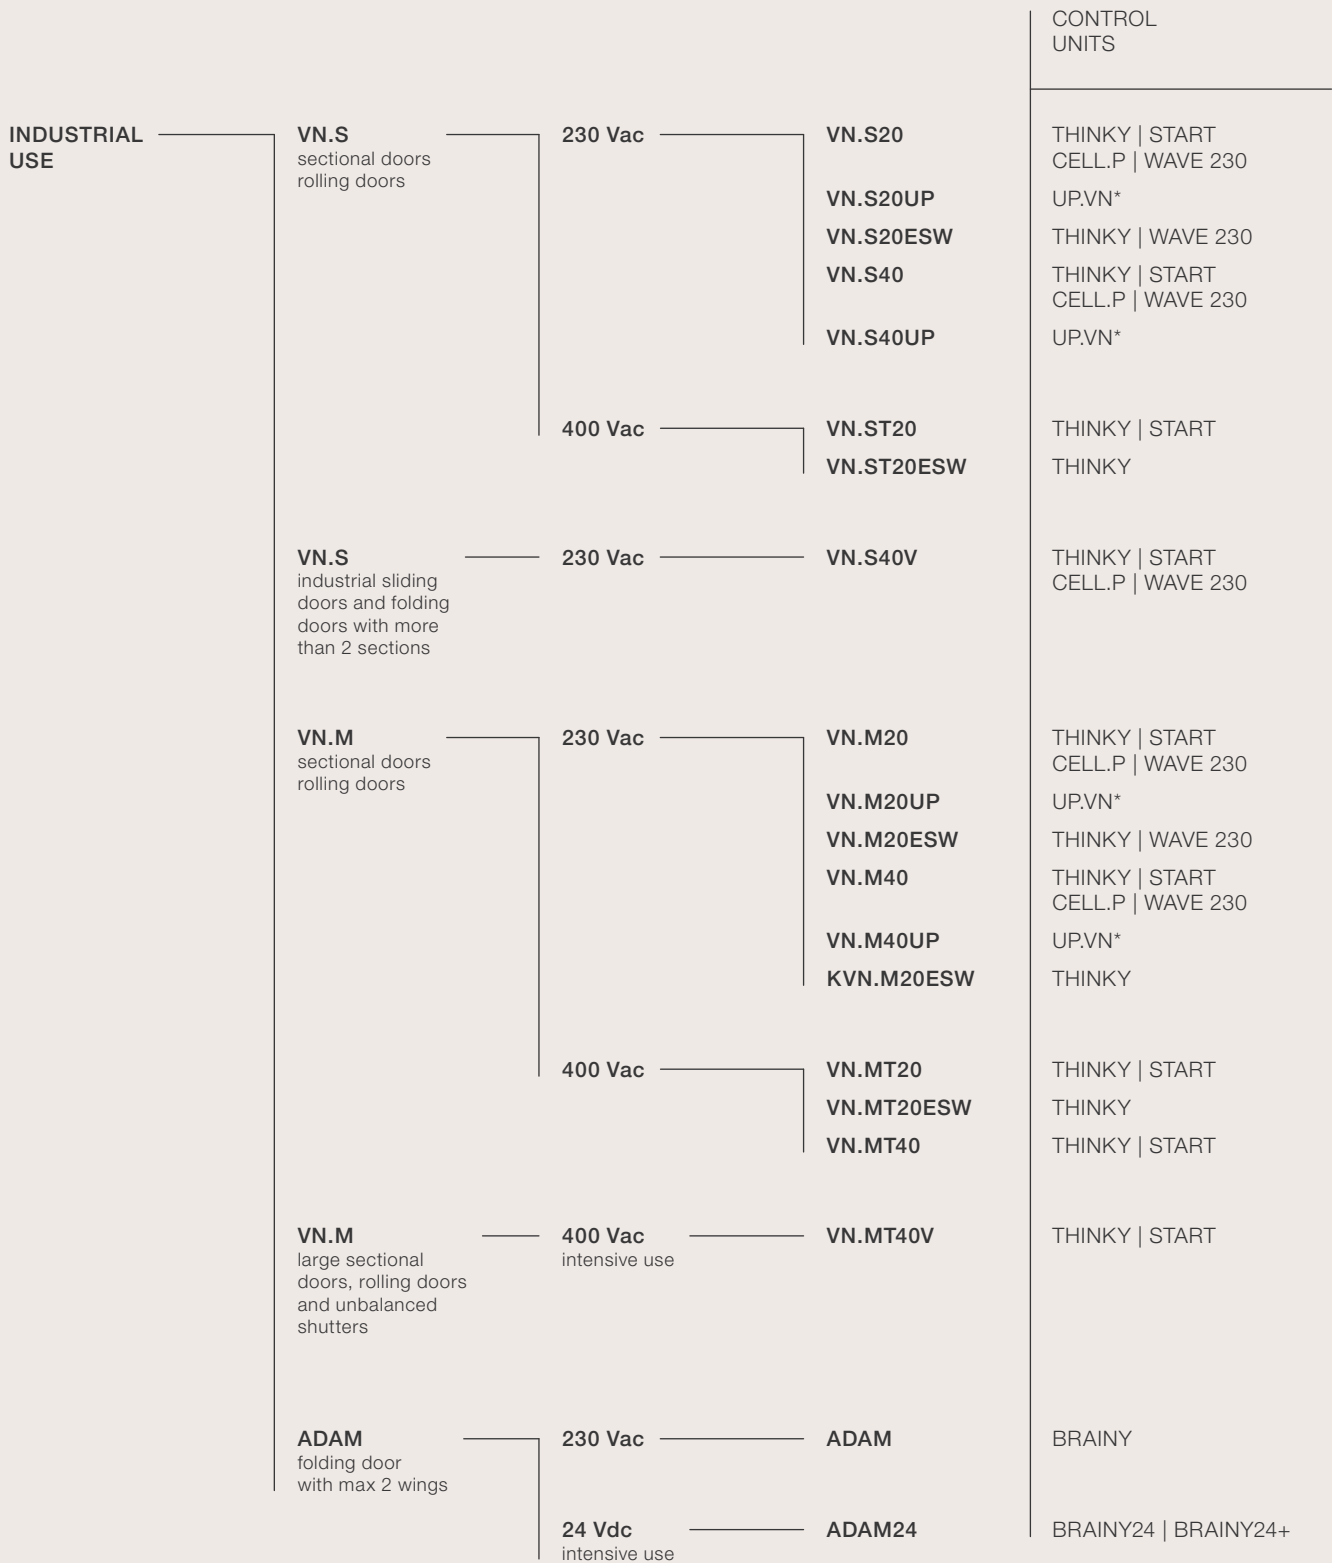 CONTROL
UNITS
INDUSTRIAL
USE
VN.S
sectional doors
rolling doors
230 Vac
VN.S20
THINKY | START
CELL.P | WAVE 230
VN.S20UP
UP.VN*
VN.S20ESW
THINKY | WAVE 230
VN.S40
THINKY | START
CELL.P | WAVE 230
VN.S40UP
UP.VN*
400 Vac
VN.ST20
THINKY | START
VN.ST20ESW
THINKY
VN.S
industrial sliding
doors and folding
doors with more
than 2 sections
230 Vac
VN.S40V
THINKY | START
CELL.P | WAVE 230
VN.M
sectional doors
rolling doors
230 Vac
VN.M20
THINKY | START
CELL.P | WAVE 230
VN.M20UP
UP.VN*
VN.M20ESW
THINKY | WAVE 230
VN.M40
THINKY | START
CELL.P | WAVE 230
VN.M40UP
UP.VN*
KVN.M20ESW
THINKY
400 Vac
VN.MT20
THINKY | START
VN.MT20ESW
THINKY
VN.MT40
THINKY | START
VN.M
large sectional
doors, rolling doors
and unbalanced
shutters
400 Vac
intensive use
VN.MT40V
THINKY | START
ADAM
folding door
with max 2 wings
230 Vac
ADAM
BRAINY
24 Vdc
intensive use
ADAM24
BRAINY24 | BRAINY24+